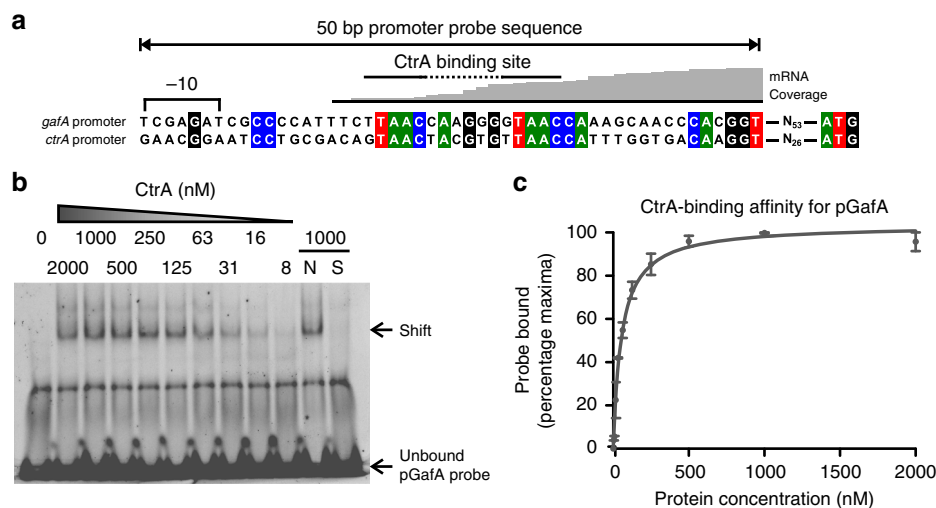 a
50 bp promoter probe sequence
CtrA binding site
–10
mRNA
Coverage
gafA promoter TCGAGATCGCCCCATTTCTTAACCAAGGGGTAACCAAAGCAACCCACGGT — N53 — ATG
ctrA promoter GAACGGAATCCTGCGACAGTAACTACGTGTTAACCATTTGGTGACAAGGT — N26 — ATG
b
CtrA (nM)
0 1000 250 63 16 1000
2000 500 125 31 8 N S
Shift
Unbound
pGafA probe
c
CtrA-binding affinity for pGafA
Probe bound
(percentage maxima)
100
80
60
40
20
0
0 500 1000 1500 2000
Protein concentration (nM)